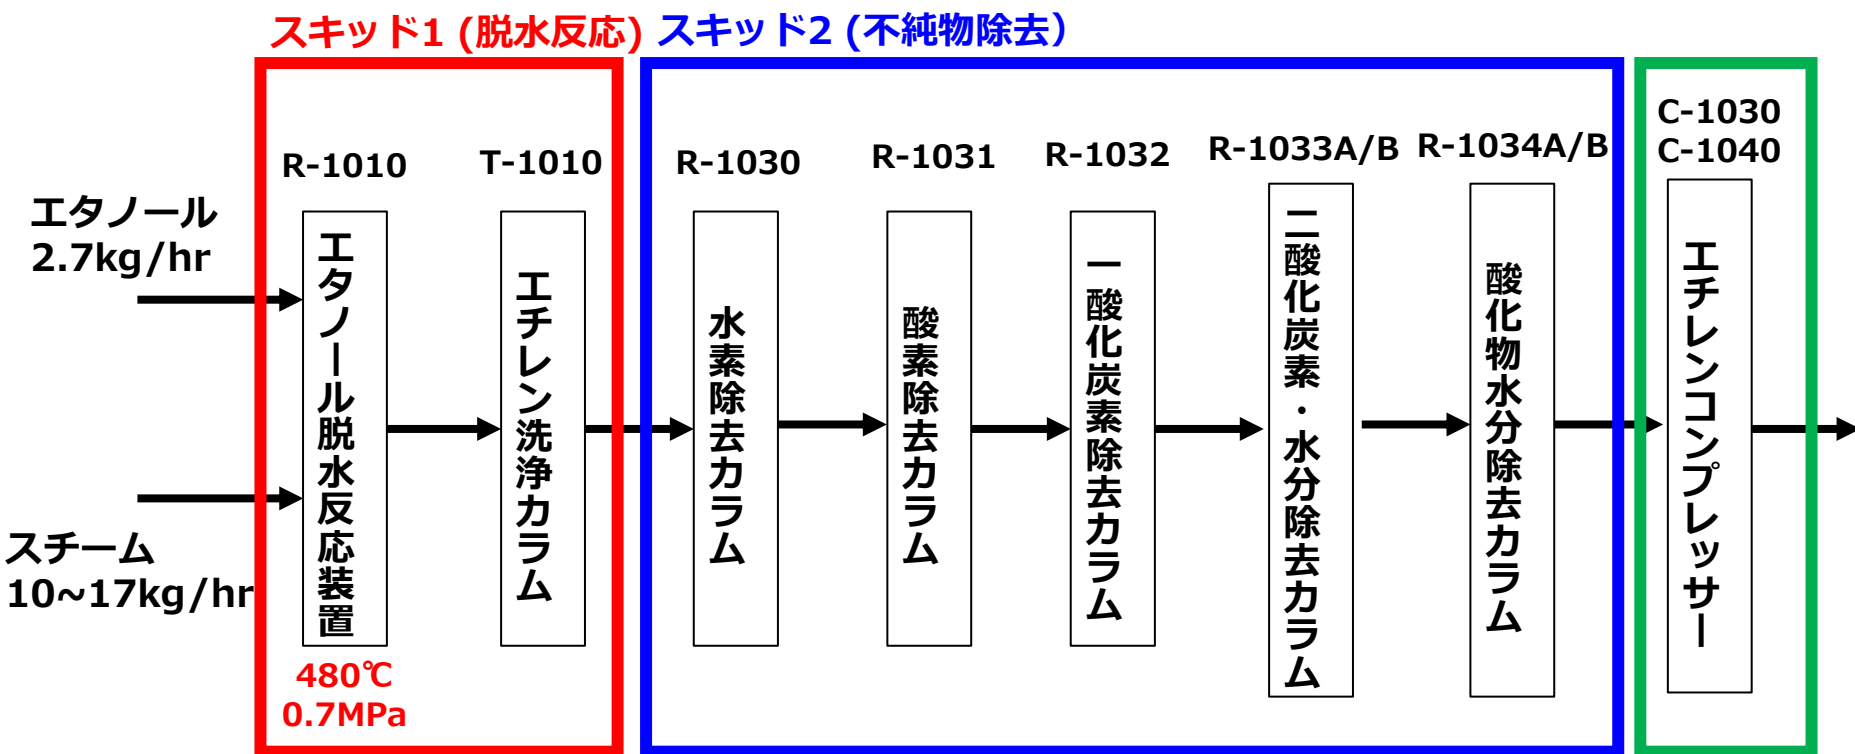 スキッド1 (脱水反応)
スキッド2 (不純物除去）
R-1010
T-1010
R-1030
R-1031
R-1032
R-1033A/B
R-1034A/B
C-1030
C-1040
エタノール
2.7kg/hr
スチーム
10~17kg/hr
エタノール脱水反応装置
エチレン洗浄カラム
水素除去カラム
酸素除去カラム
一酸化炭素除去カラム
二酸化炭素・水分除去カラム
酸化物水分除去カラム
エチレンコンプレッサー
480℃
0.7MPa